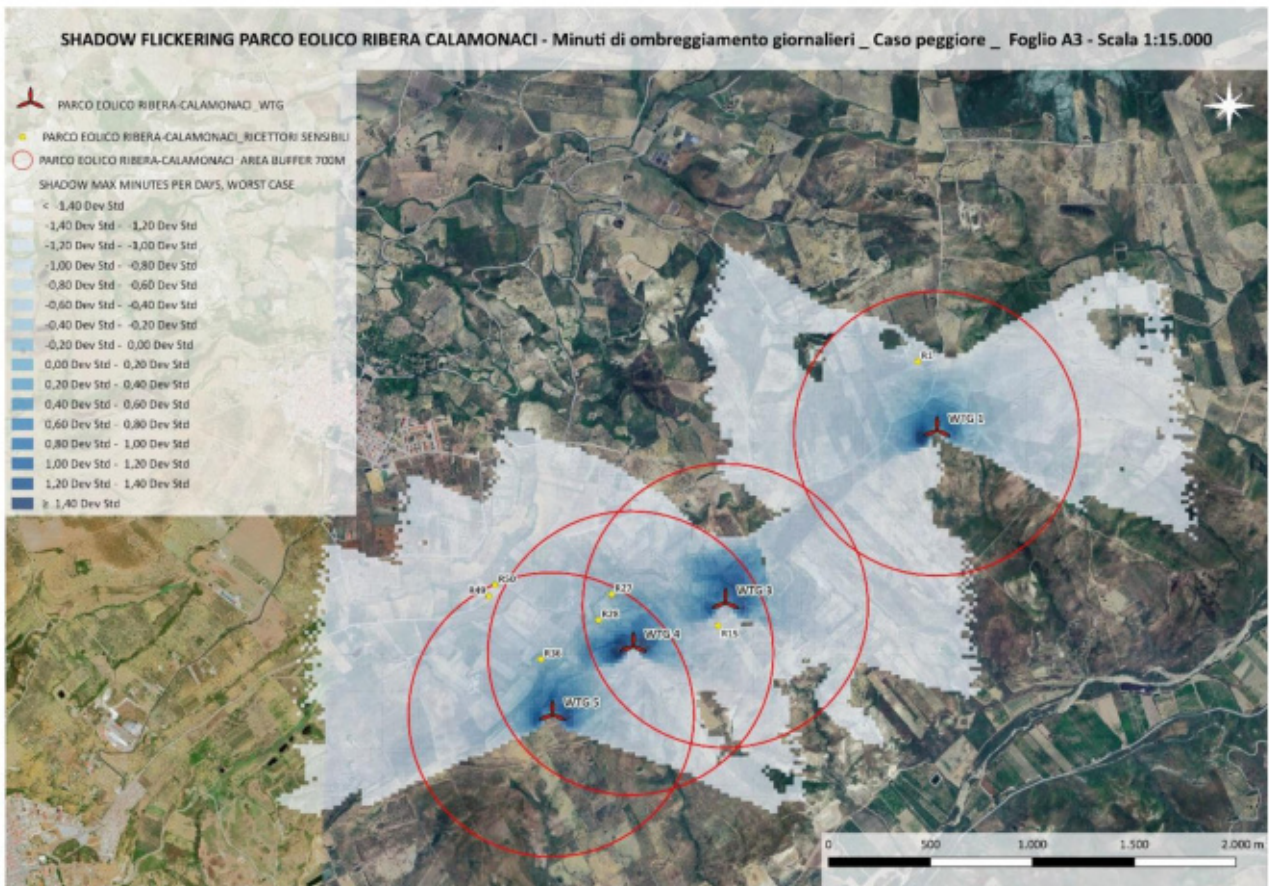 SHADOW FLICKERING PARCO EOLICO RIBERA CALAMONACI - Minuti di ombreggiamento giornalieri _ Caso peggiore _ Foglio A3 - Scala 1:15.000
PARCO EOLICO RIBERA-CALAMONACI_WTG
PARCO EOLICO RIBERA-CALAMONACI_RICETTORI SENSIBILI
PARCO EOLICO RIBERA-CALAMONACI AREA BUFFER 700M
SHADOW MAX MINUTES PER DAYS, WORST CASE
< -1,40 Dev Std
-1,40 Dev Std - -1,20 Dev Std
-1,20 Dev Std - -1,00 Dev Std
-1,00 Dev Std - -0,80 Dev Std
-0,80 Dev Std - -0,60 Dev Std
-0,60 Dev Std - -0,40 Dev Std
-0,40 Dev Std - -0,20 Dev Std
-0,20 Dev Std - 0,00 Dev Std
0,00 Dev Std - 0,20 Dev Std
0,20 Dev Std - 0,40 Dev Std
0,40 Dev Std - 0,60 Dev Std
0,60 Dev Std - 0,80 Dev Std
0,80 Dev Std - 1,00 Dev Std
1,00 Dev Std - 1,20 Dev Std
1,20 Dev Std - 1,40 Dev Std
≥ 1,40 Dev Std
R1
WTG 1
R50
R49
R27
WTG 3
R28
R15
WTG 4
R36
WTG 5
0 500 1.000 1.500 2.000 m